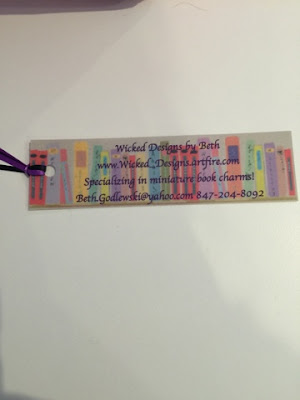 Wicked Designs by Beth
www.Wicked_Designs.artfire.com
Specializing in miniature book charms!
Beth.Godlewski@yahoo.com 847-204-8092